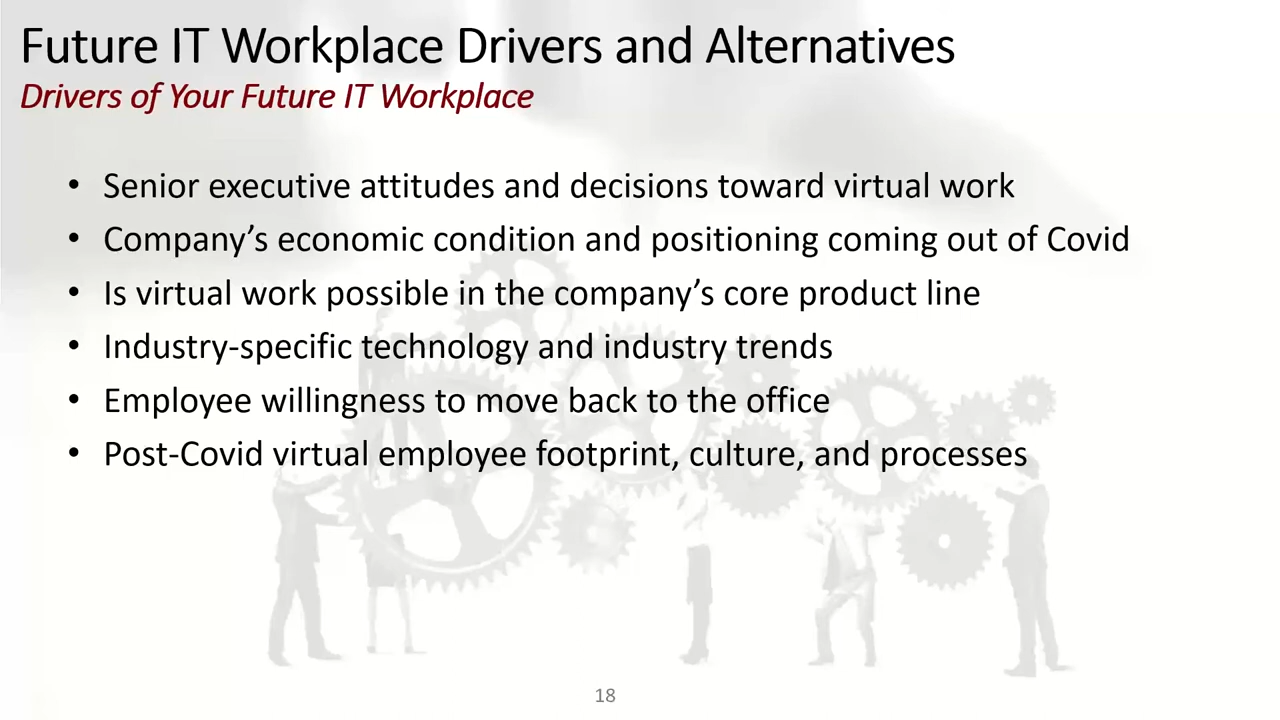 Future IT Workplace Drivers and Alternatives
Drivers of Your Future IT Workplace
• Senior executive attitudes and decisions toward virtual work
• Company’s economic condition and positioning coming out of Covid
• Is virtual work possible in the company’s core product line
• Industry-specific technology and industry trends
• Employee willingness to move back to the office
• Post-Covid virtual employee footprint, culture, and processes
18